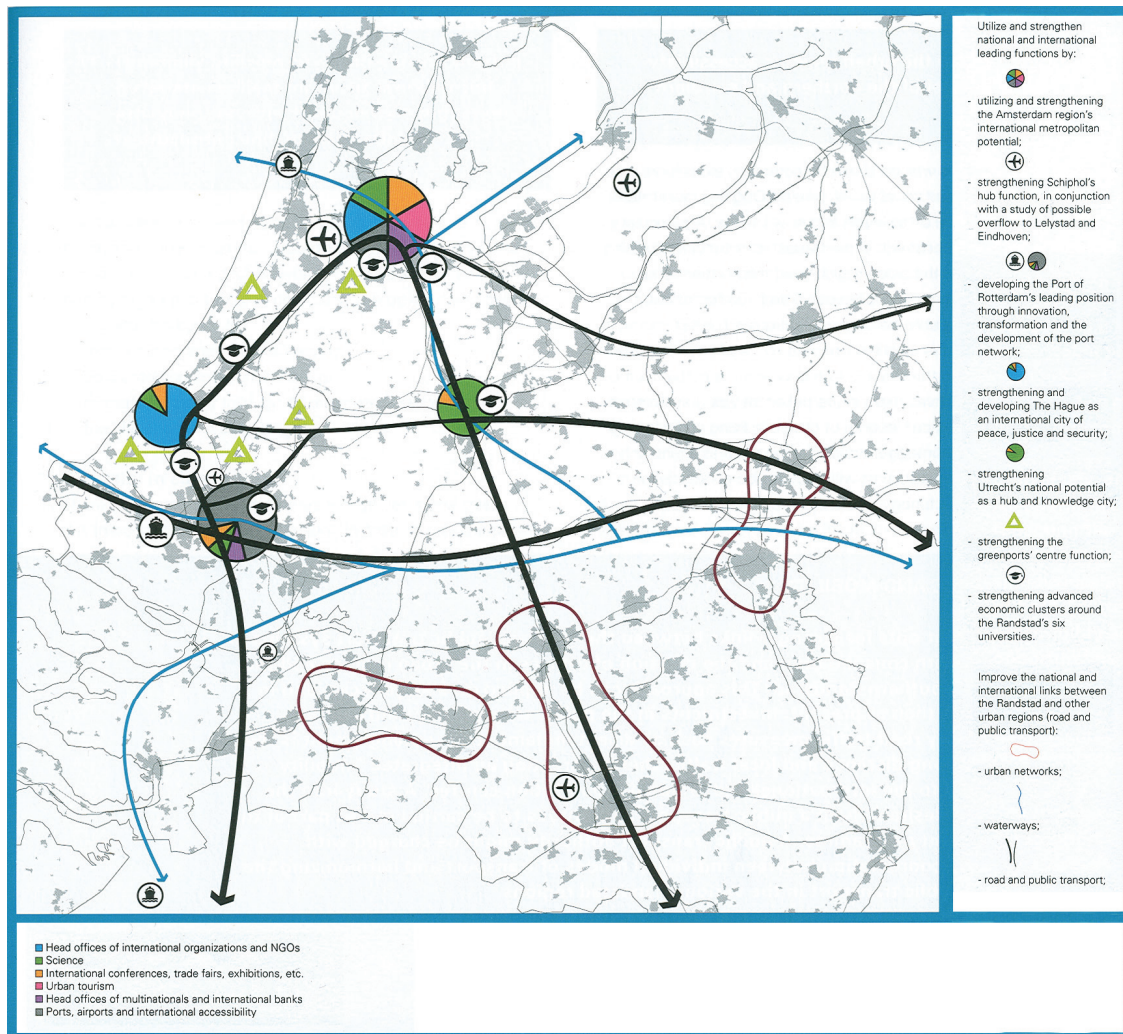 Utilize and strengthen
national and international
leading functions by:
- utilizing and strengthening
the Amsterdam region's
international metropolitan
potential;
- strengthening Schiphol's
hub function, in conjunction
with a study of possible
overflow to Lelystad and
Eindhoven;
- developing the Port of
Rotterdam's leading position
through innovation,
transformation and the
development of the port
network;
- strengthening and
developing The Hague as
an international city of
peace, justice and security;
- strengthening
Utrecht's national potential
as a hub and knowledge city;
- strengthening the
greenports' centre function;
- strengthening advanced
economic clusters around
the Randstad's six
universities.
Improve the national and
international links between
the Randstad and other
urban regions (road and
public transport):
- urban networks;
- waterways;
- road and public transport;
Head offices of international organizations and NGOs
Science
International conferences, trade fairs, exhibitions, etc.
Urban tourism
Head offices of multinationals and international banks
Ports, airports and international accessibility